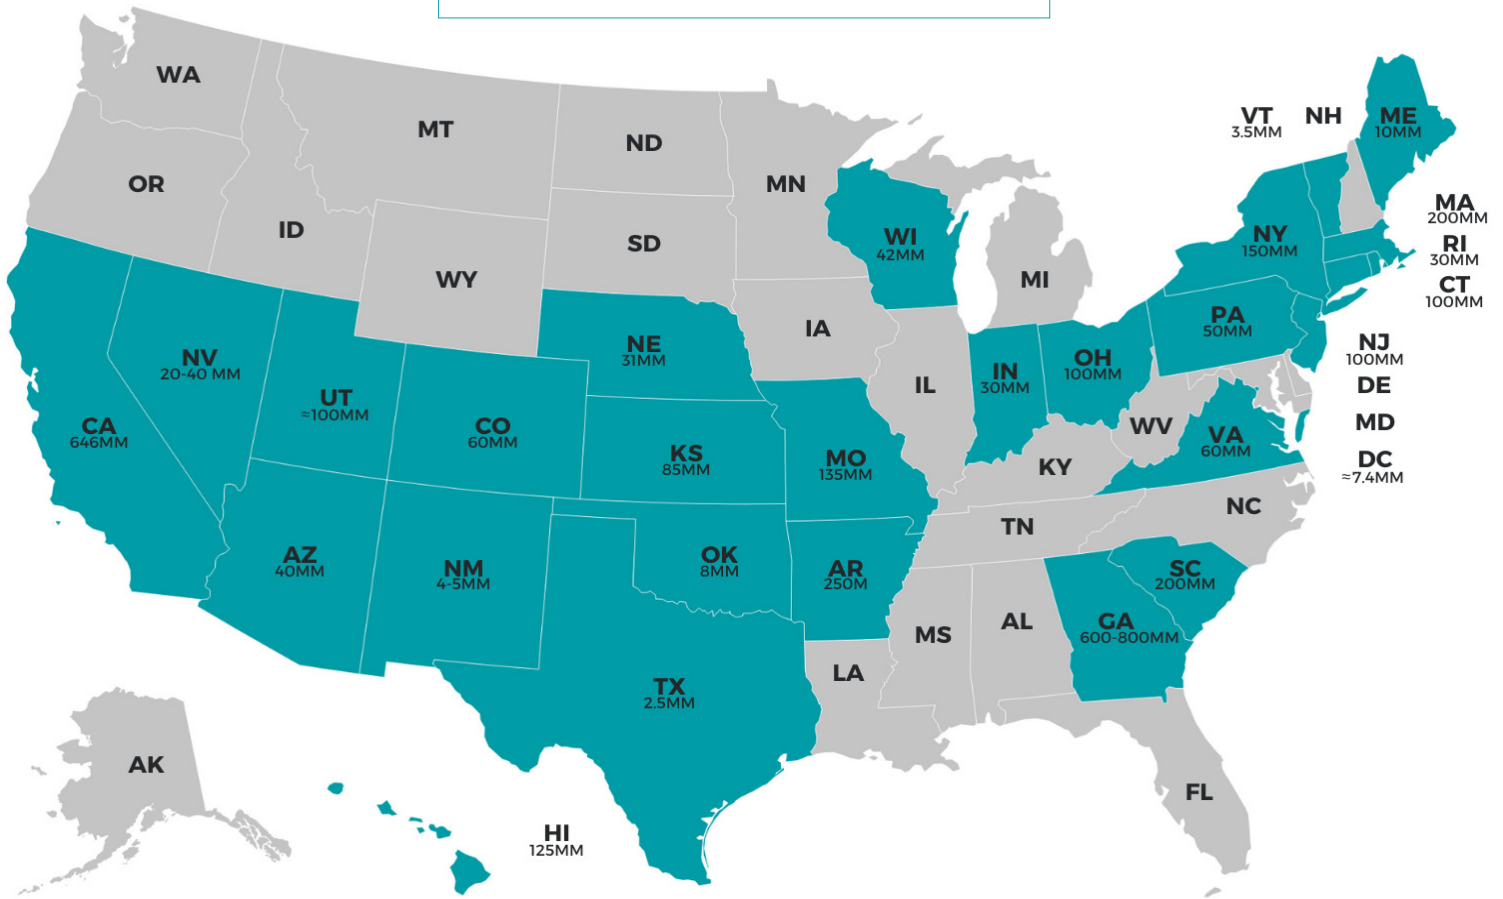 WA
MT
ND
MN
OR
ID
SD
WY
MI
WI
42MM
VT
3.5MM
NH
ME
10MM
MA
200MM
NY
150MM
RI
30MM
CT
100MM
PA
50MM
NJ
100MM
DE
MD
DC
≈7.4MM
IA
NE
31MM
NV
20-40 MM
UT
≈100MM
CO
60MM
CA
646MM
IL
IN
30MM
OH
100MM
WV
VA
60MM
KS
85MM
MO
135MM
KY
NC
TN
AZ
40MM
NM
4-5MM
OK
8MM
AR
250M
SC
200MM
GA
600-800MM
MS
AL
LA
TX
2.5MM
AK
HI
125MM
FL